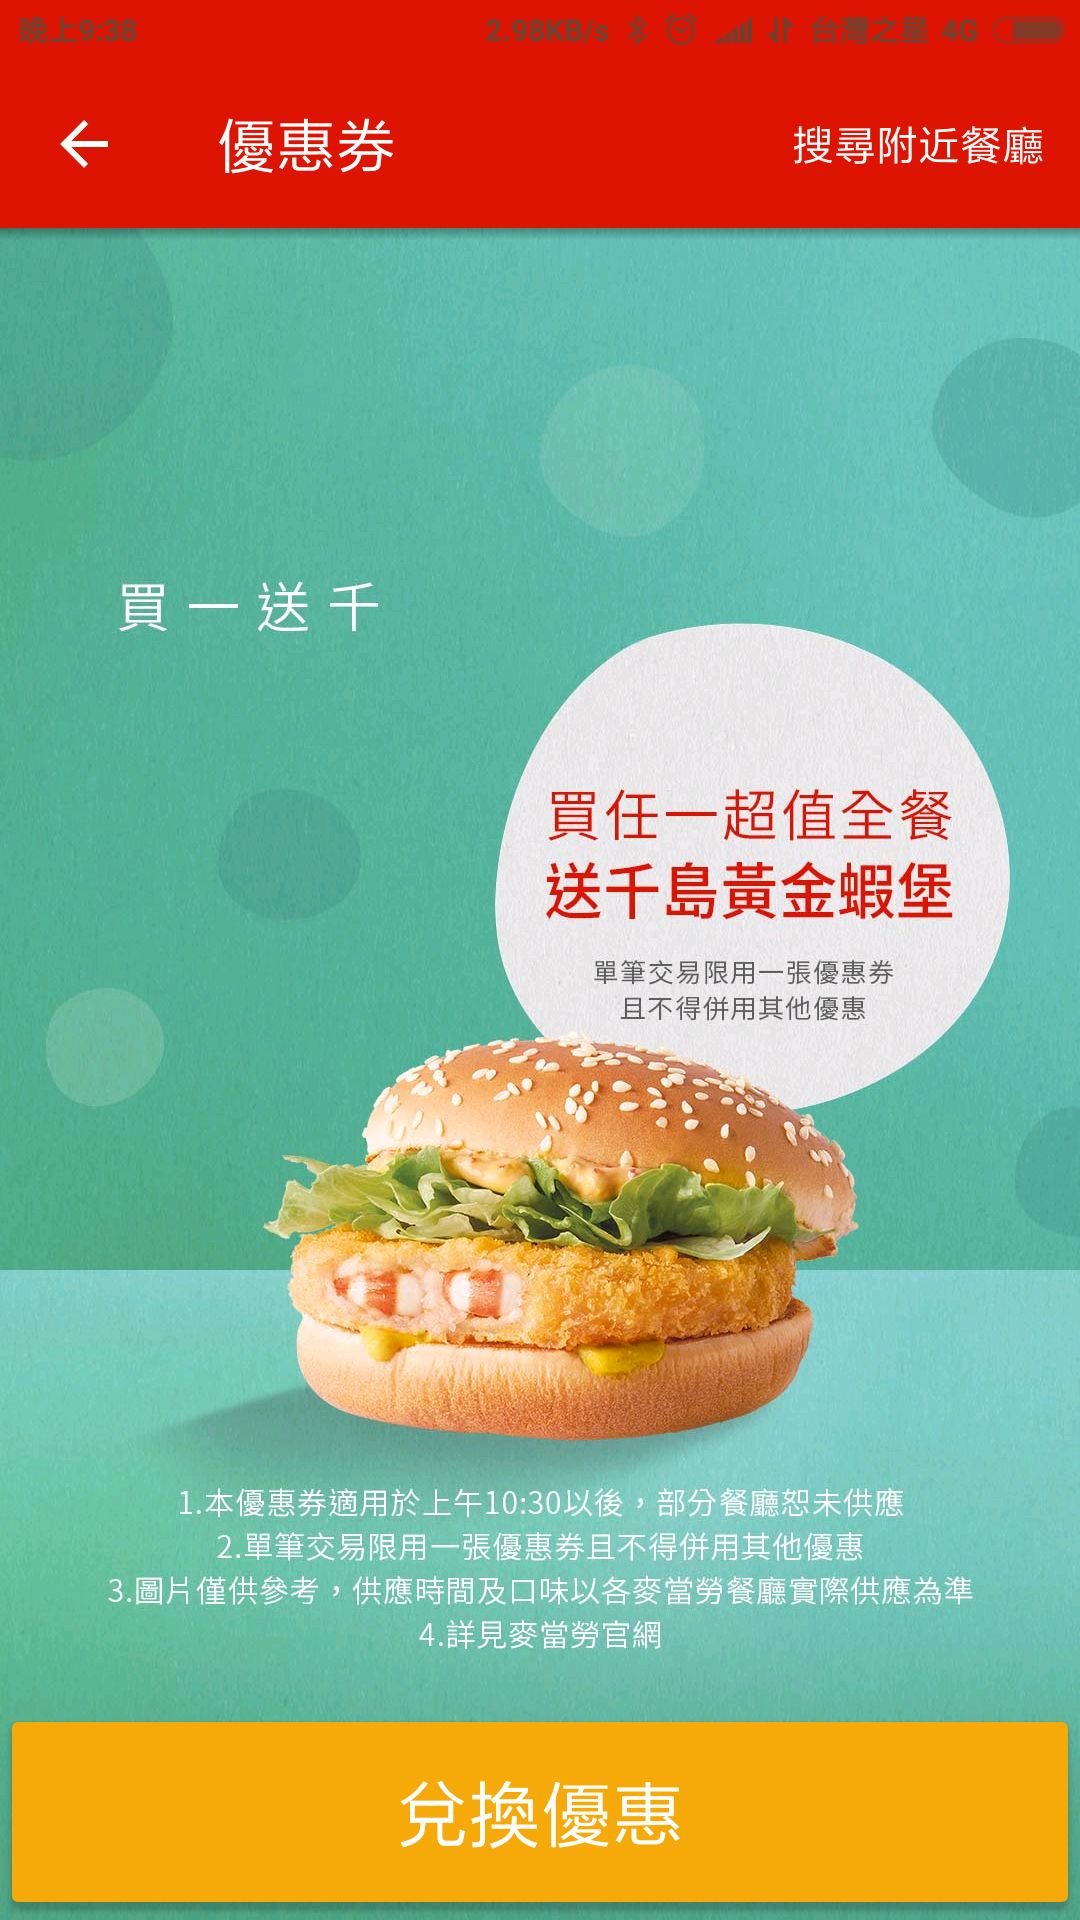 晚上9:38
2.98KB/s 台灣之星 4G
優惠券
搜尋附近餐廳
買一送千
買任一超值全餐
送千島黃金蝦堡
單筆交易限用一張優惠券
且不得併用其他優惠
1.本優惠券適用於上午10:30以後，部分餐廳恕未供應
2.單筆交易限用一張優惠券且不得併用其他優惠
3.圖片僅供參考，供應時間及口味以各麥當勞餐廳實際供應為準
4.詳見麥當勞官網
兌換優惠